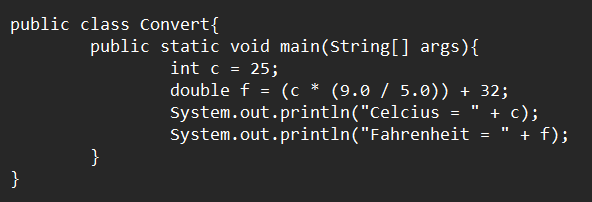 public class Convert{
        public static void main(String[] args){
                int c = 25;
                double f = (c * (9.0 / 5.0)) + 32;
                System.out.println("Celcius = " + c);
                System.out.println("Fahrenheit = " + f);
        }
}